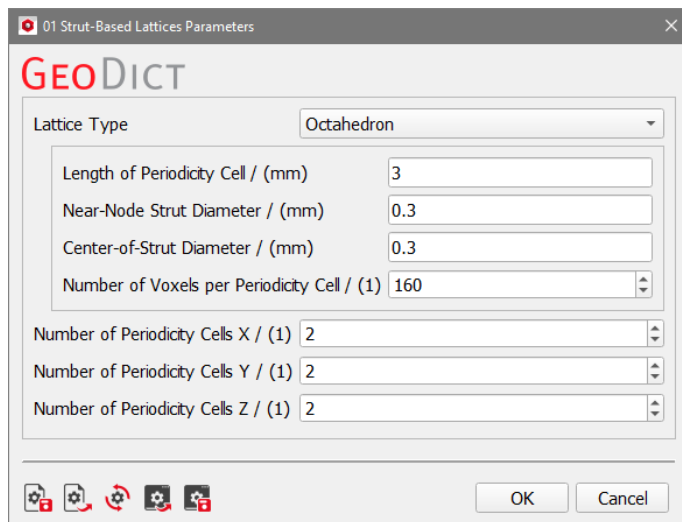 01 Strut-Based Lattices Parameters
GEODICT
Lattice Type Octahedron
Length of Periodicity Cell / (mm) 3
Near-Node Strut Diameter / (mm) 0.3
Center-of-Strut Diameter / (mm) 0.3
Number of Voxels per Periodicity Cell / (1) 160
Number of Periodicity Cells X / (1) 2
Number of Periodicity Cells Y / (1) 2
Number of Periodicity Cells Z / (1) 2
OK Cancel